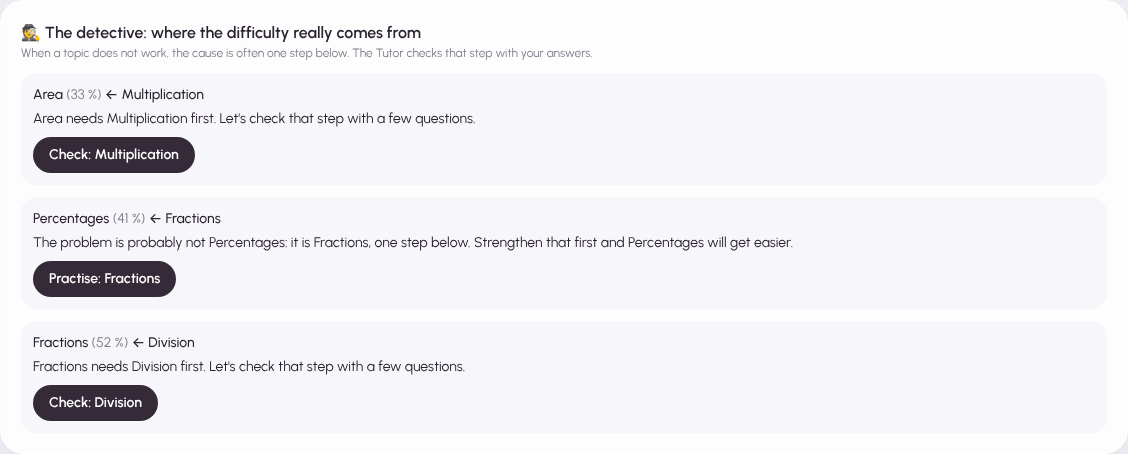 🕵️ The detective: where the difficulty really comes from
When a topic does not work, the cause is often one step below. The Tutor checks that step with your answers.
Area (33 %) ← Multiplication
Area needs Multiplication first. Let's check that step with a few questions.
Check: Multiplication
Percentages (41 %) ← Fractions
The problem is probably not Percentages: it is Fractions, one step below. Strengthen that first and Percentages will get easier.
Practise: Fractions
Fractions (52 %) ← Division
Fractions needs Division first. Let's check that step with a few questions.
Check: Division